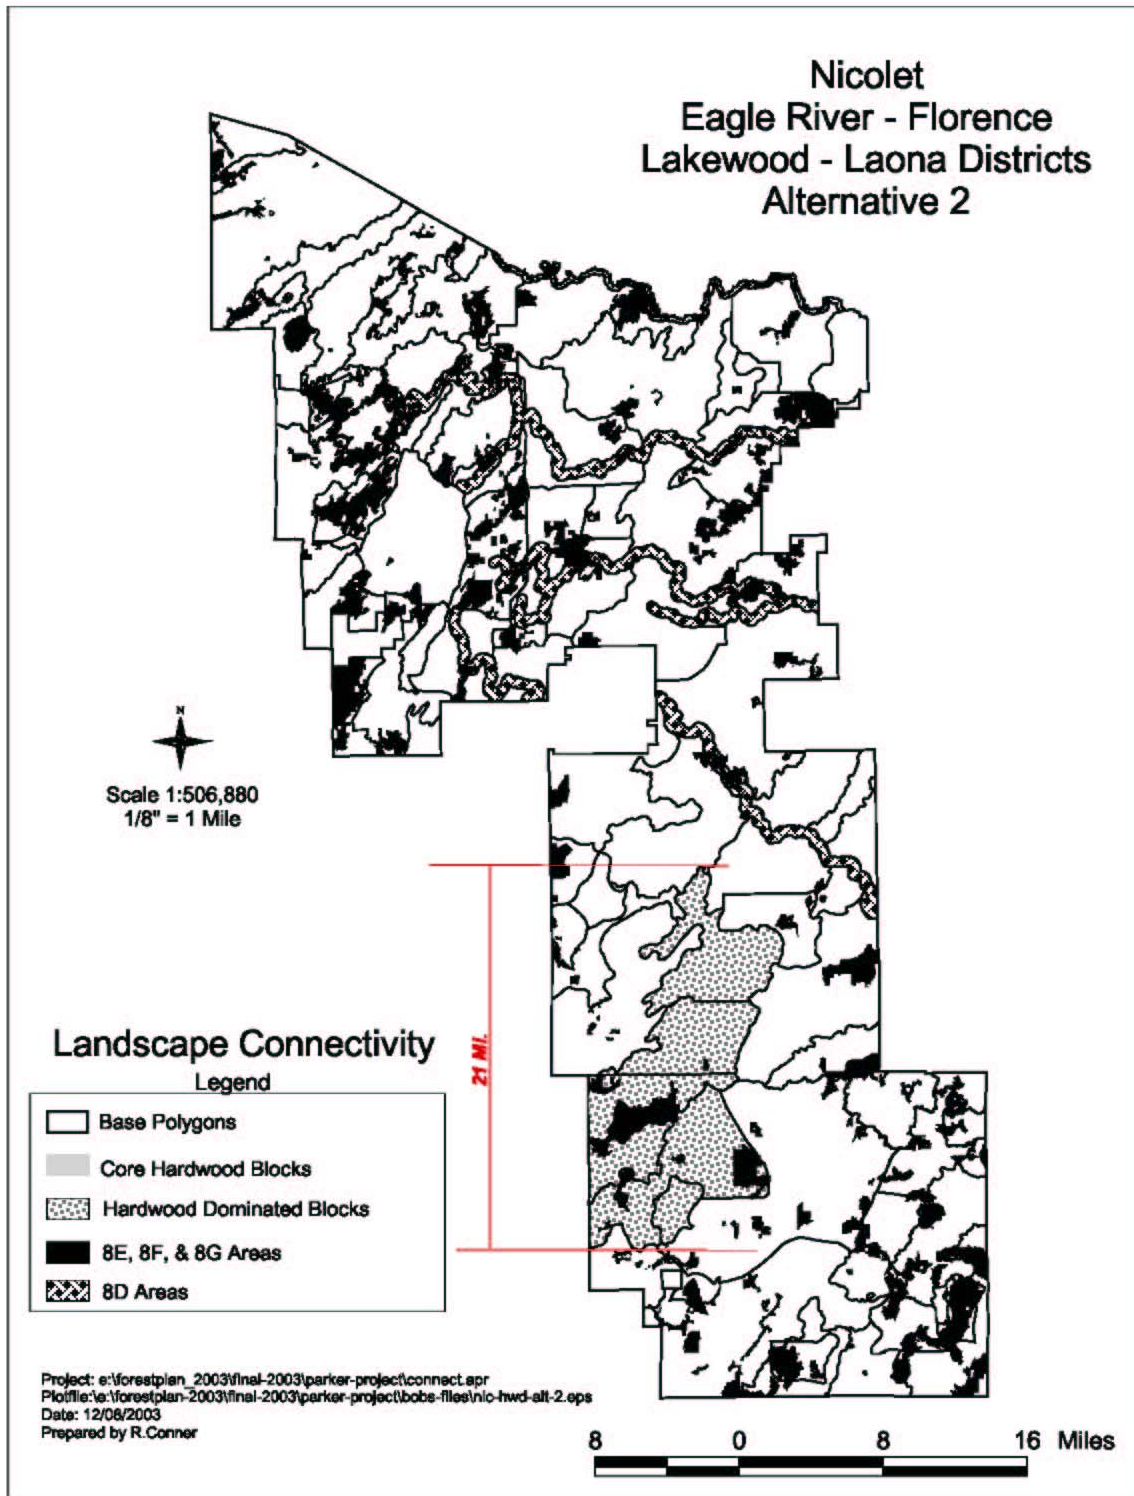 Nicolet
Eagle River - Florence
Lakewood - Laona Districts
Alternative 2
N
Scale 1:506,880
1/8" = 1 Mile
21 MI.
Landscape Connectivity
Legend
Base Polygons
Core Hardwood Blocks
Hardwood Dominated Blocks
8E, 8F, & 8G Areas
8D Areas
Project: e:\forestplan_2003\final-2003\parker-project\connect.apr
Plotfile:\e:\forestplan-2003\final-2003\parker-project\bobs-files\nic-hwd-alt-2.eps
Date: 12/08/2003
Prepared by R.Conner
8 0 8 16 Miles